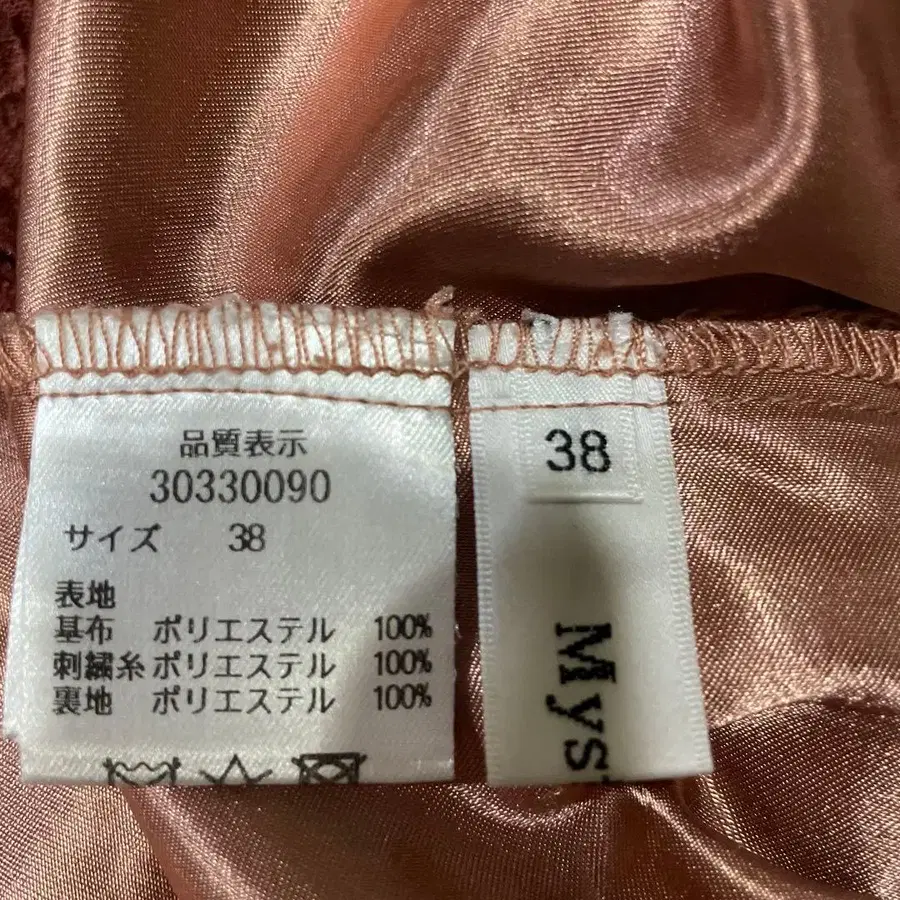 品質表示
30330090
サイズ 38
表地
基布 ポリエステル 100%
刺繍糸 ポリエステル 100%
裏地 ポリエステル 100%
38
Mys